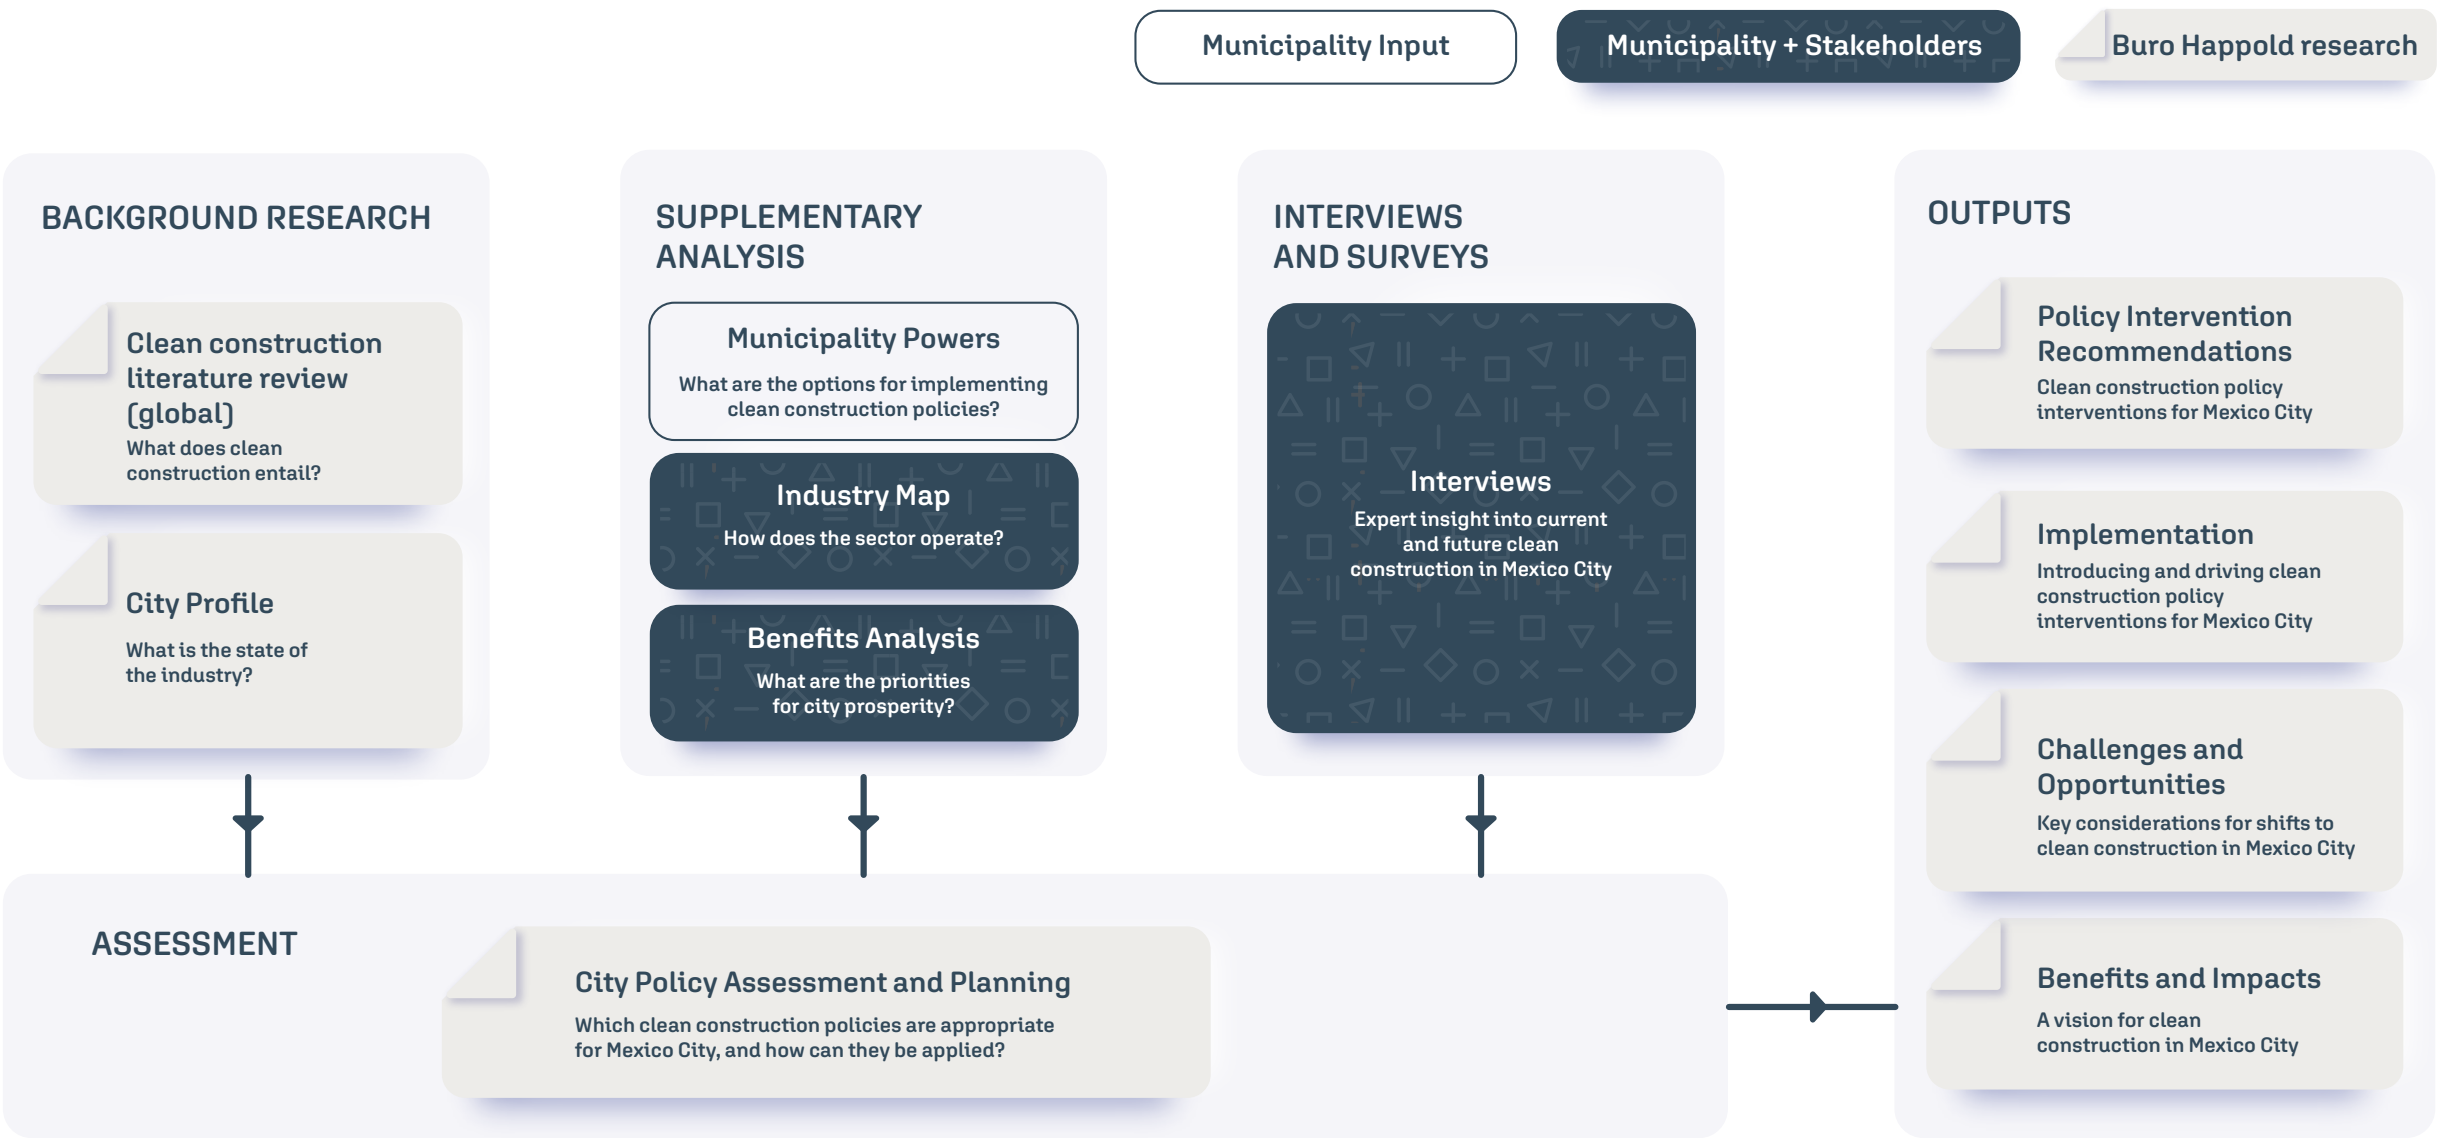 Municipality Input
Municipality + Stakeholders
Buro Happold research
BACKGROUND RESEARCH
Clean construction
literature review
(global)
What does clean
construction entail?
City Profile
What is the state of
the industry?
SUPPLEMENTARY
ANALYSIS
Municipality Powers
What are the options for implementing
clean construction policies?
Industry Map
How does the sector operate?
Benefits Analysis
What are the priorities
for city prosperity?
INTERVIEWS
AND SURVEYS
Interviews
Expert insight into current
and future clean
construction in Mexico City
ASSESSMENT
City Policy Assessment and Planning
Which clean construction policies are appropriate
for Mexico City, and how can they be applied?
OUTPUTS
Policy Intervention
Recommendations
Clean construction policy
interventions for Mexico City
Implementation
Introducing and driving clean
construction policy
interventions for Mexico City
Challenges and
Opportunities
Key considerations for shifts to
clean construction in Mexico City
Benefits and Impacts
A vision for clean
construction in Mexico City